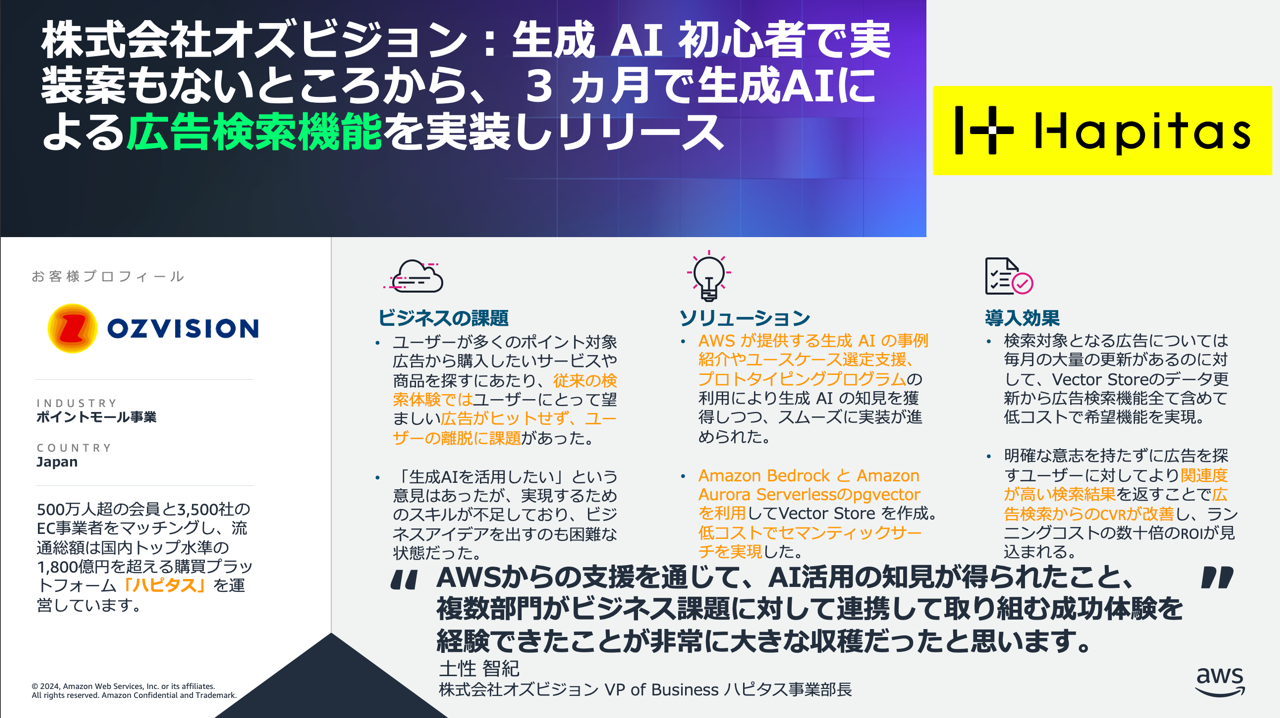 株式会社オズビジョン：生成 AI 初心者で実
装案もないところから、 3 ヵ月で生成AIに
よる広告検索機能を実装しリリース
Hapitas
お客様プロフィール
OZVISION
INDUSTRY
ポイントモール事業
COUNTRY
Japan
500万人超の会員と3,500社の
EC事業者をマッチングし、流
通総額は国内トップ水準の
1,800億円を超える購買プラッ
トフォーム「ハピタス」を運
営しています。
ビジネスの課題
• ユーザーが多くのポイント対象
広告から購入したいサービスや
商品を探すにあたり、従来の検
索体験ではユーザーにとって望
ましい広告がヒットせず、ユー
ザーの離脱に課題があった。
• 「生成AIを活用したい」という
意見はあったが、実現するため
のスキルが不足しており、ビジ
ネスアイデアを出すのも困難な
状態だった。
ソリューション
• AWS が提供する生成 AI の事例
紹介やユースケース選定支援、
プロトタイピングプログラムの
利用により生成 AI の知見を獲
得しつつ、スムーズに実装が進
められた。
• Amazon Bedrock と Amazon
Aurora Serverlessのpgvector
を利用してVector Store を作成。
低コストでセマンティックサー
チを実現した。
導入効果
• 検索対象となる広告については
毎月の大量の更新があるのに対
して、Vector Storeのデータ更
新から広告検索機能全て含めて
低コストで希望機能を実現。
• 明確な意志を持たずに広告を探
すユーザーに対してより関連度
が高い検索結果を返すことで広
告検索からのCVRが改善し、ラン
ニングコストの数十倍のROIが見
込まれる。
“ AWSからの支援を通じて、AI活用の知見が得られたこと、 ”
複数部門がビジネス課題に対して連携して取り組む成功体験を
経験できたことが非常に大きな収穫だったと思います。
土性 智紀
株式会社オズビジョン VP of Business ハピタス事業部長
© 2024, Amazon Web Services, Inc. or its affiliates.
All rights reserved. Amazon Confidential and Trademark.
aws